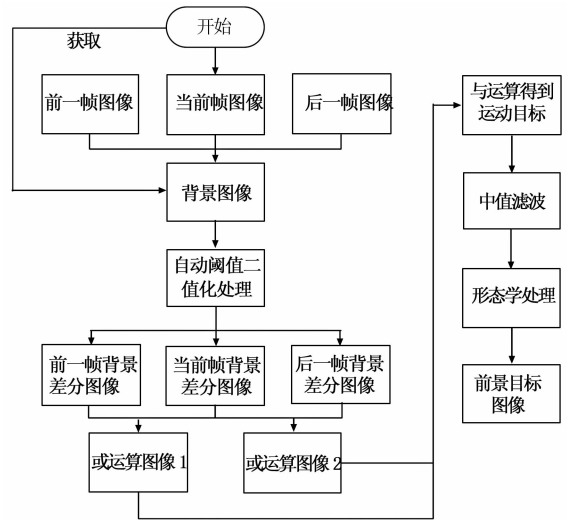 开始
获取
前一帧图像
当前帧图像
后一帧图像
背景图像
自动阈值二
值化处理
前一帧背景
差分图像
当前帧背景
差分图像
后一帧背景
差分图像
或运算图像1
或运算图像2
与运算得到
运动目标
中值滤波
形态学处理
前景目标
图像